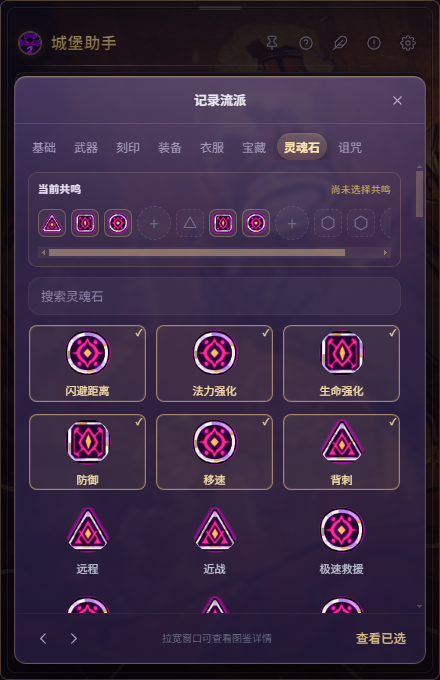 城堡助手
记录流派
基础 武器 刻印 装备 衣服 宝藏 灵魂石 诅咒
当前共鸣 尚未选择共鸣
搜索灵魂石
闪避距离 法力强化 生命强化
防御 移速 背刺
远程 近战 极速救援
拉宽窗口可查看图鉴详情 查看已选